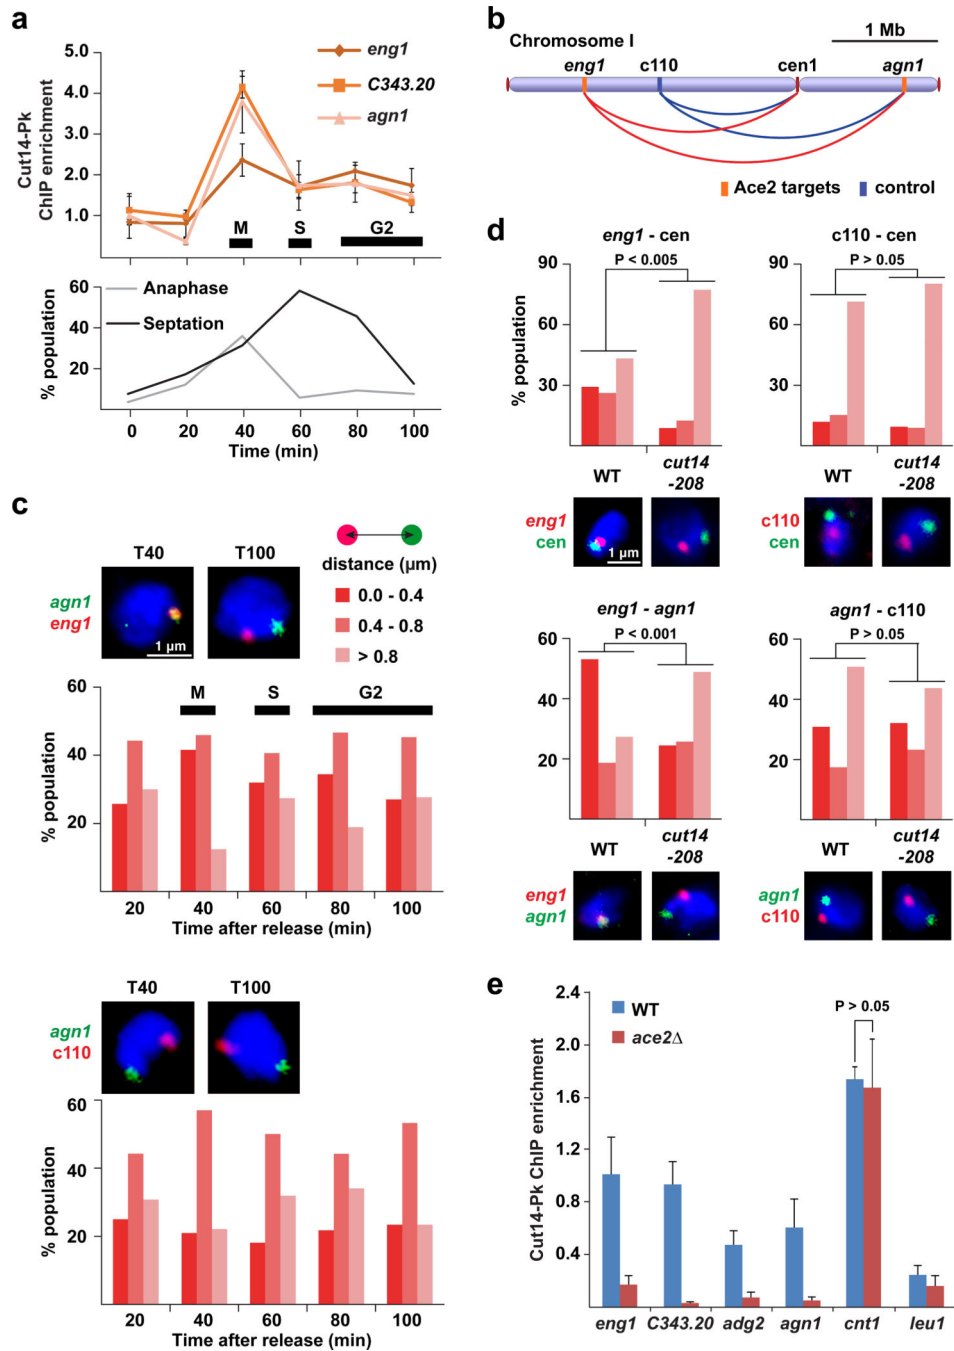 a
5.0
4.0
3.0
2.0
1.0
Cut14-Pk
ChIP enrichment
eng1
C343.20
agn1
M
S
G2
60
40
20
% population
Anaphase
Septation
0
20
40
60
80
100
Time (min)
b
1 Mb
Chromosome I
eng1
c110
cen1
agn1
Ace2 targets
control
c
T40
T100
agn1
eng1
1 µm
distance (µm)
0.0 - 0.4
0.4 - 0.8
> 0.8
60
40
20
% population
M
S
G2
20
40
60
80
100
Time after release (min)
T40
T100
agn1
c110
60
40
20
% population
20
40
60
80
100
Time after release (min)
d
eng1 - cen
P < 0.005
90
60
30
% population
WT
cut14
-208
eng1
cen
1 µm
c110 - cen
P > 0.05
90
60
30
WT
cut14
-208
c110
cen
eng1 - agn1
P < 0.001
60
40
20
WT
cut14
-208
eng1
agn1
agn1 - c110
P > 0.05
60
40
20
WT
cut14
-208
agn1
c110
e
2.4
2.0
1.6
1.2
0.8
0.4
Cut14-Pk ChIP enrichment
WT
ace2Δ
P > 0.05
eng1
C343.20
adg2
agn1
cnt1
leu1